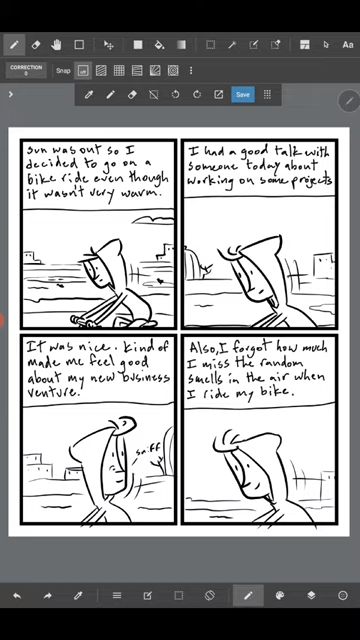 CORRECTION
0
Snap
Aa
Save
sun was out so I
decided to go on a
bike ride even though
it wasn't very warm.
I had a good talk with
someone today about
working on some projects
It was nice. Kind of
made me feel good
about my new business
venture.
sniff
Also, I forgot how much
I miss the random
smells in the air when
I ride my bike.